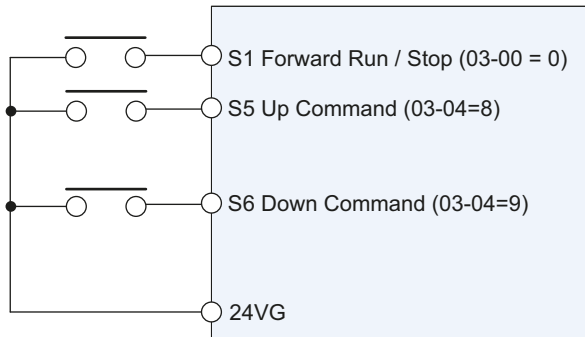 S1 Forward Run / Stop (03-00 = 0)
S5 Up Command (03-04=8)
S6 Down Command (03-04=9)
24VG